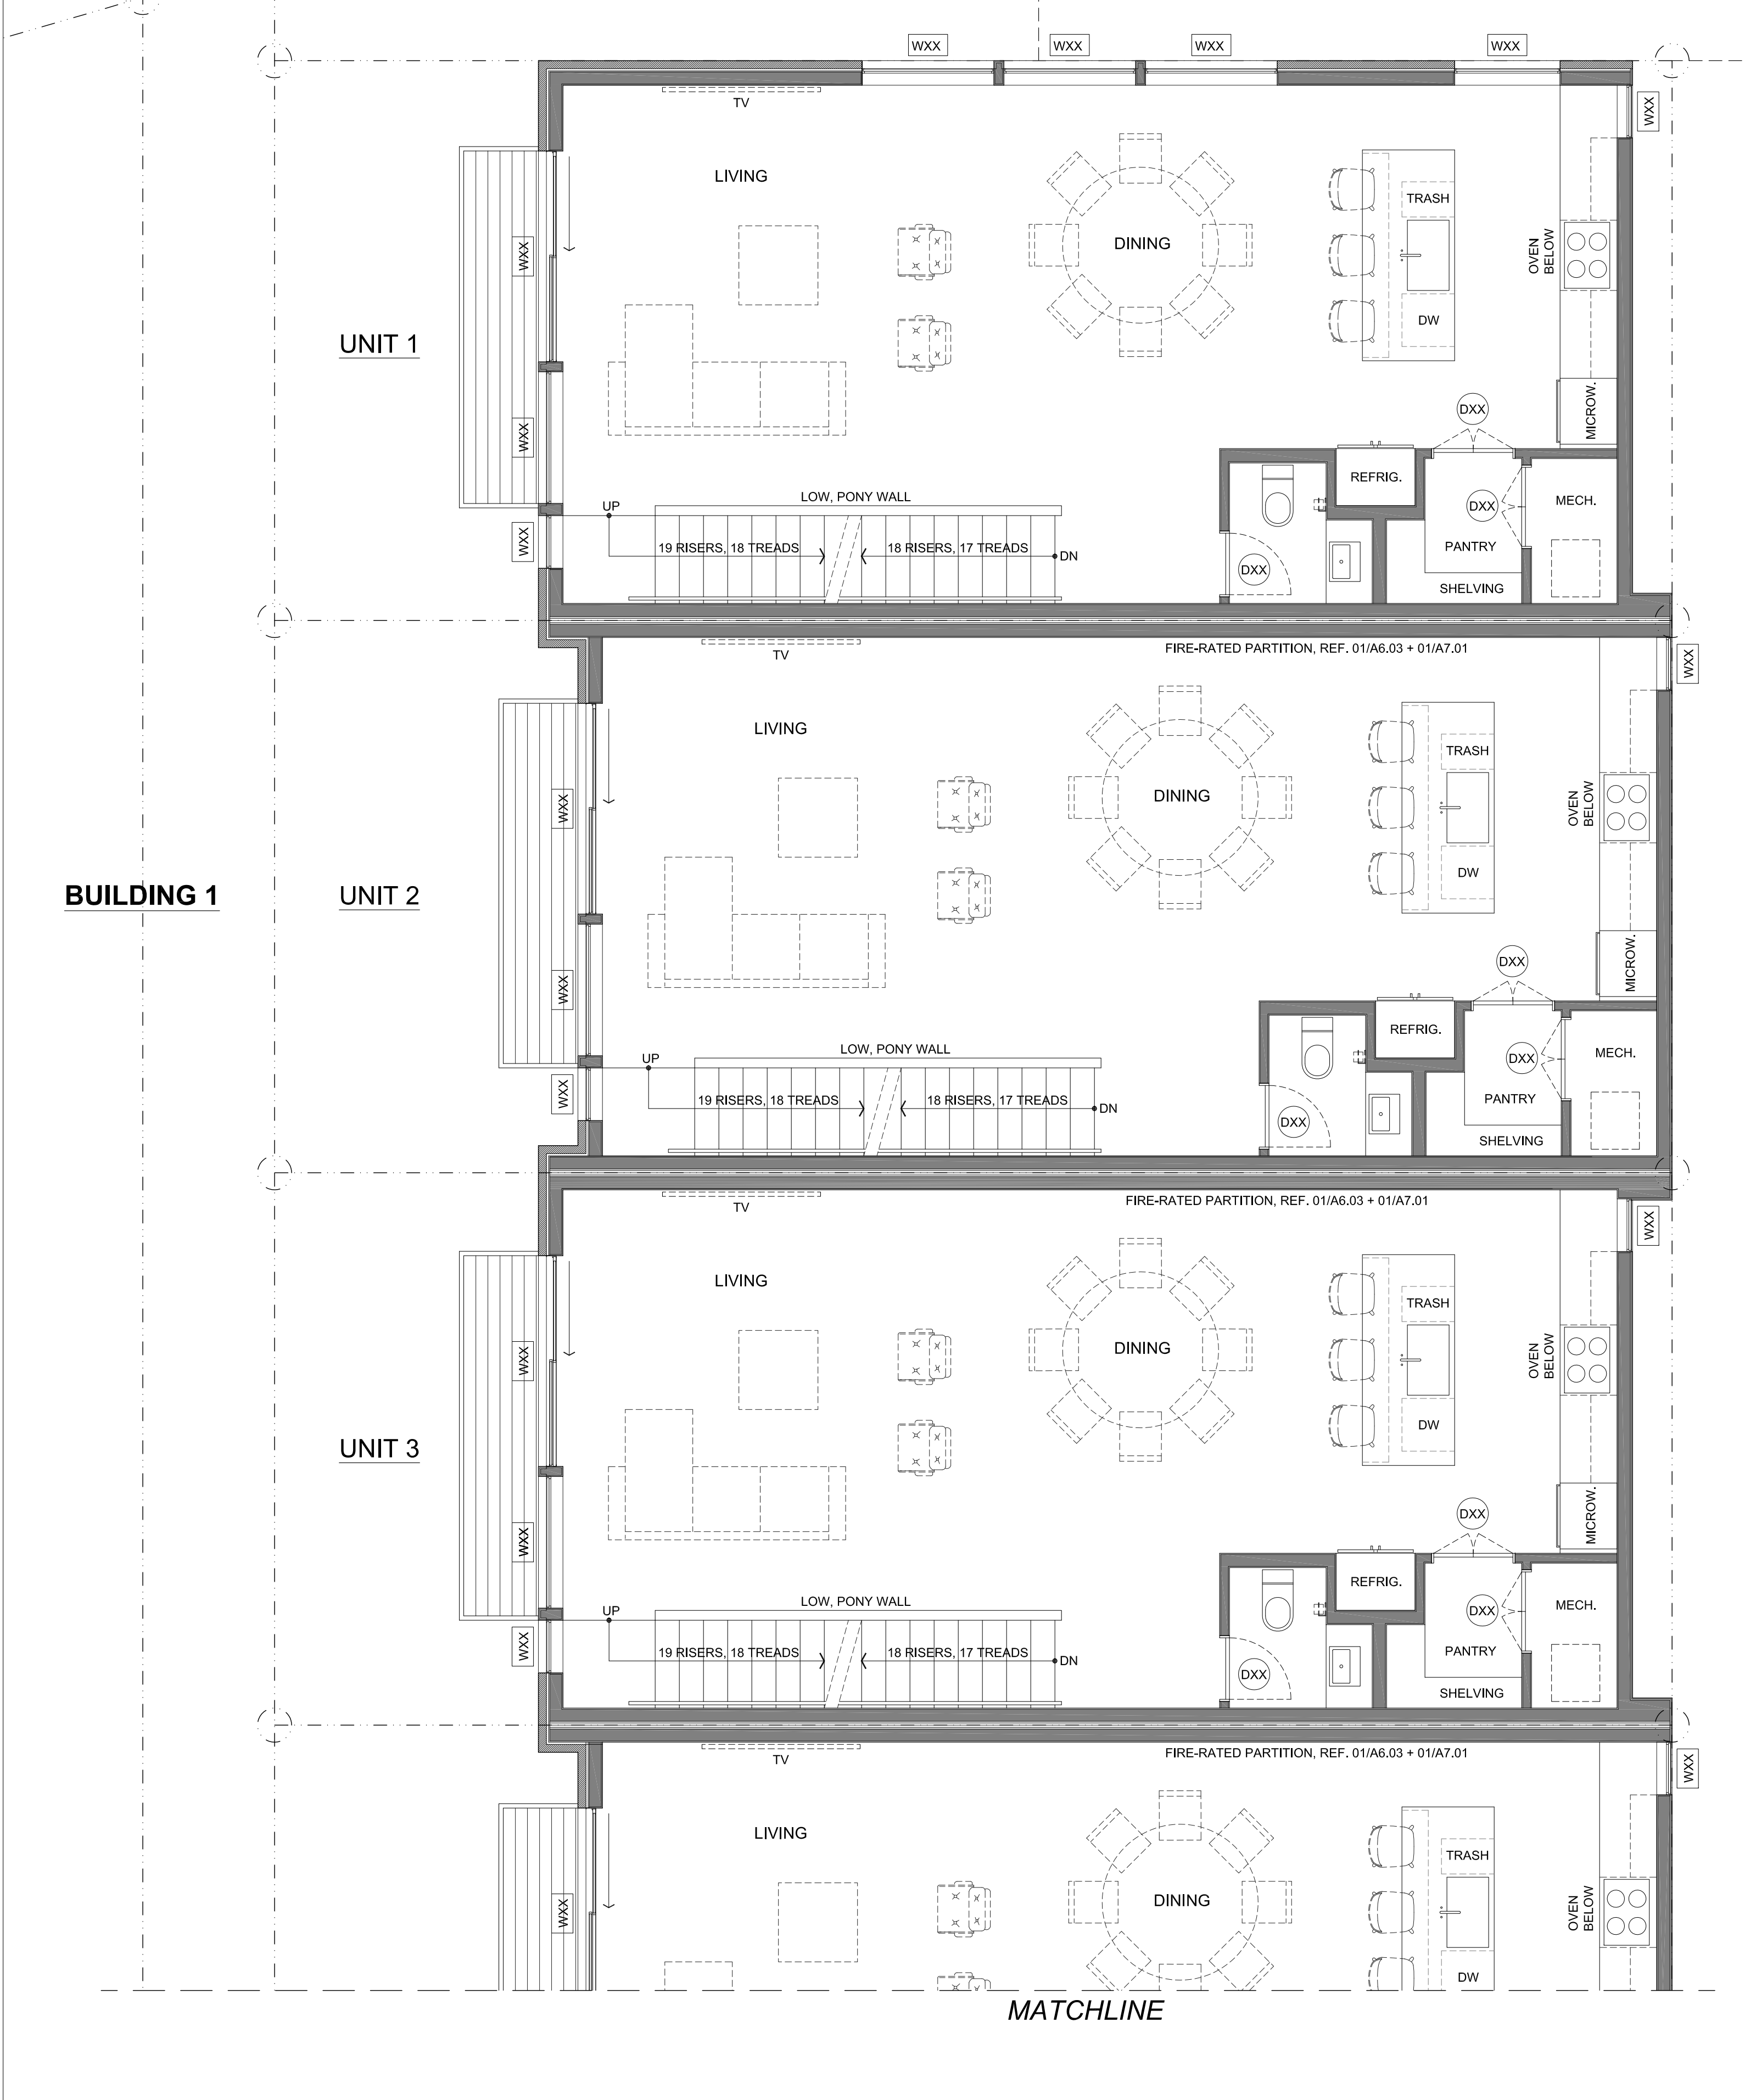 WXX
WXX
WXX
WXX
WXX
TV
LIVING
TRASH
DINING
WXX
OVEN
BELOW
DW
UNIT 1
MICROW.
DXX
WXX
REFRIG.
LOW, PONY WALL
UP
DXX
MECH.
WXX
19 RISERS, 18 TREADS
18 RISERS, 17 TREADS
DN
PANTRY
DXX
SHELVING
FIRE-RATED PARTITION, REF. 01/A6.03 + 01/A7.01
TV
WXX
LIVING
TRASH
DINING
WXX
OVEN
BELOW
DW
BUILDING 1
UNIT 2
MICROW.
DXX
WXX
REFRIG.
LOW, PONY WALL
UP
DXX
MECH.
WXX
19 RISERS, 18 TREADS
18 RISERS, 17 TREADS
DN
PANTRY
DXX
SHELVING
FIRE-RATED PARTITION, REF. 01/A6.03 + 01/A7.01
TV
WXX
LIVING
TRASH
DINING
WXX
OVEN
BELOW
DW
UNIT 3
MICROW.
DXX
WXX
REFRIG.
LOW, PONY WALL
UP
DXX
MECH.
WXX
19 RISERS, 18 TREADS
18 RISERS, 17 TREADS
DN
PANTRY
DXX
SHELVING
FIRE-RATED PARTITION, REF. 01/A6.03 + 01/A7.01
TV
WXX
LIVING
TRASH
DINING
WXX
OVEN
BELOW
DW
MATCHLINE